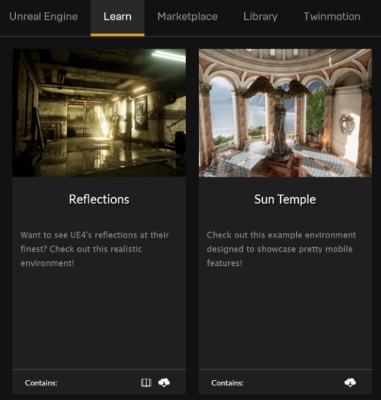 Unreal Engine Learn Marketplace Library Twinmotion
Reflections
Want to see UE4's reflections at their
finest? Check out this realistic
environment!
Contains:
Sun Temple
Check out this example environment
designed to showcase pretty mobile
features!
Contains: